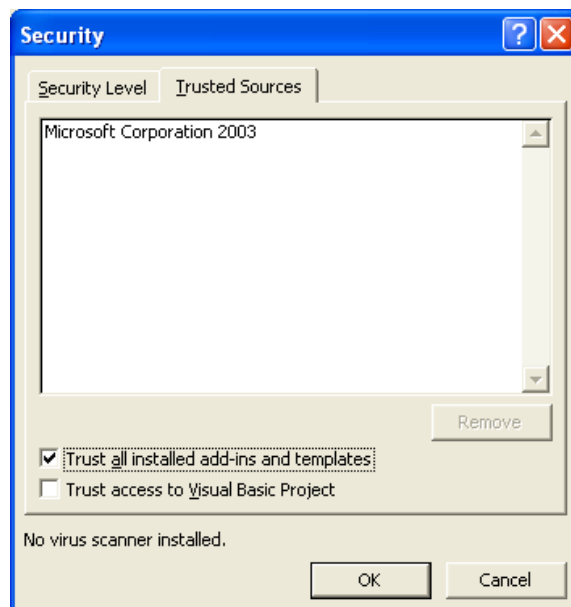 Security
Security Level
Trusted Sources
Microsoft Corporation 2003
Remove
Trust all installed add-ins and templates
Trust access to Visual Basic Project
No virus scanner installed.
OK
Cancel